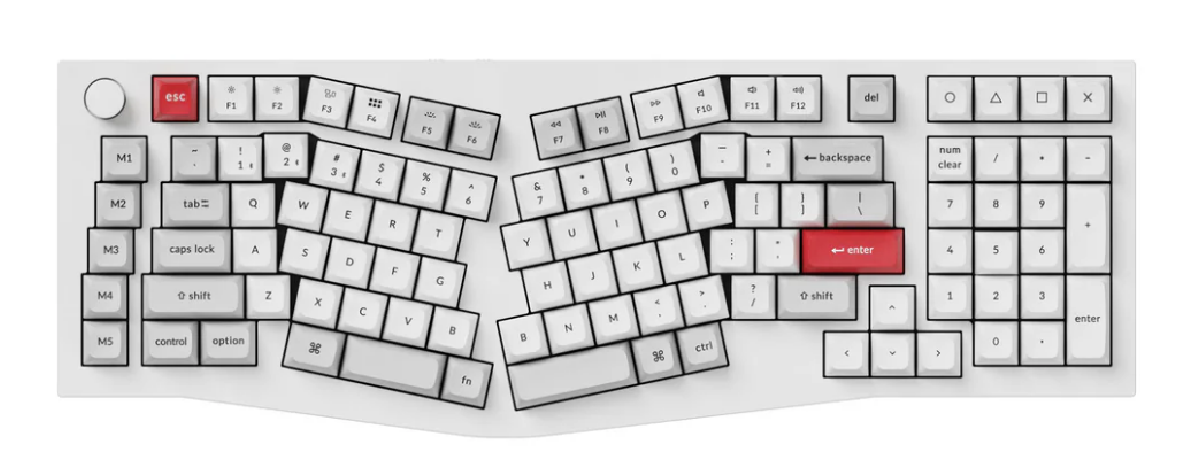 esc F1 F2 F3 F4 F5 F6 F7 F8 F9 F10 F11 F12 del ○ △ □ ×
M1 ~ ! 1 @ 2 # 3 $ 4 % 5 ^ 6 & 7 * 8 ( 9 ) 0 — - + = ← backspace num clear / * -
M2 tab Q W E R T Y U I O P { [ } ] | \ 7 8 9 +
M3 caps lock A S D F G H J K L : ; " ' ↵ enter 4 5 6
M4 ⇧ shift Z X C V B B N M < , > . ? / ⇧ shift ^ 1 2 3 enter
M5 control option ⌘ fn ⌘ ctrl < ⌄ > 0 .